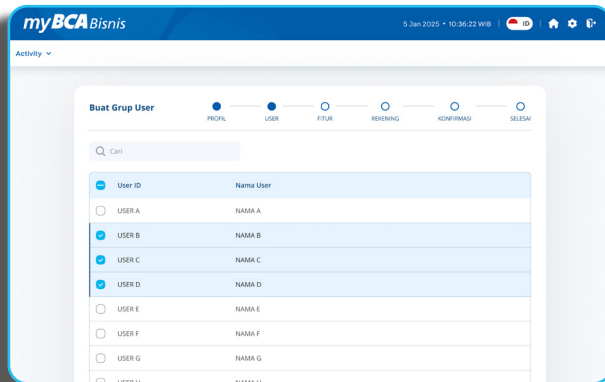 myBCA Bisnis
5 Jan 2025 • 10:36:22 WIB | ID
Activity
Buat Grup User
PROFIL USER FITUR REKENING KONFIRMASI SELESAI
Cari
User ID Nama User
USER A NAMA A
USER B NAMA B
USER C NAMA C
USER D NAMA D
USER E NAMA E
USER F NAMA F
USER G NAMA G